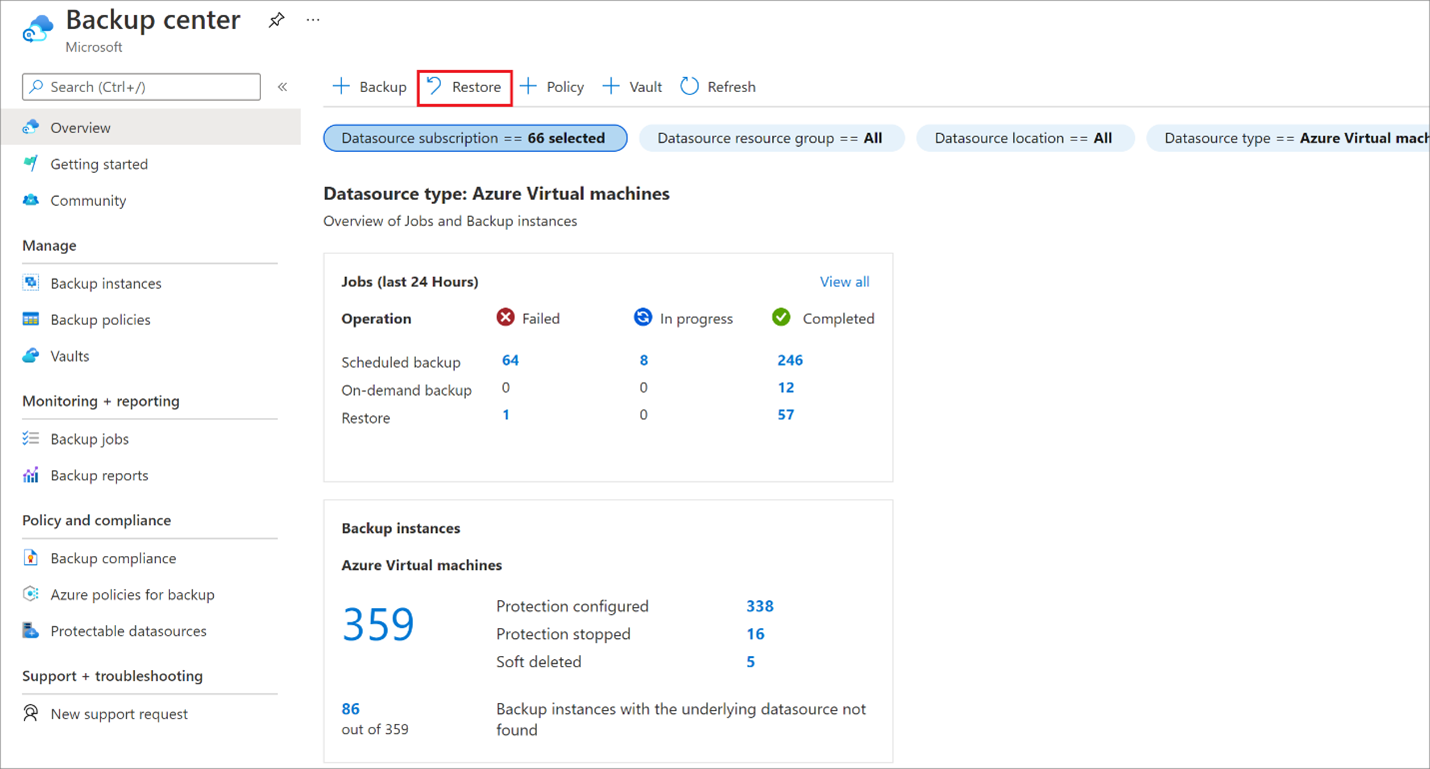 Backup center
Microsoft
Search (Ctrl+/)
«
Overview
Getting started
Community
Manage
Backup instances
Backup policies
Vaults
Monitoring + reporting
Backup jobs
Backup reports
Policy and compliance
Backup compliance
Azure policies for backup
Protectable datasources
Support + troubleshooting
New support request
Backup Restore Policy Vault Refresh
Datasource subscription == 66 selected Datasource resource group == All Datasource location == All Datasource type == Azure Virtual mach
Datasource type: Azure Virtual machines
Overview of Jobs and Backup instances
Jobs (last 24 Hours) View all
Operation Failed In progress Completed
Scheduled backup 64 8 246
On-demand backup 0 0 12
Restore 1 0 57
Backup instances
Azure Virtual machines
359
Protection configured 338
Protection stopped 16
Soft deleted 5
86
out of 359
Backup instances with the underlying datasource not
found